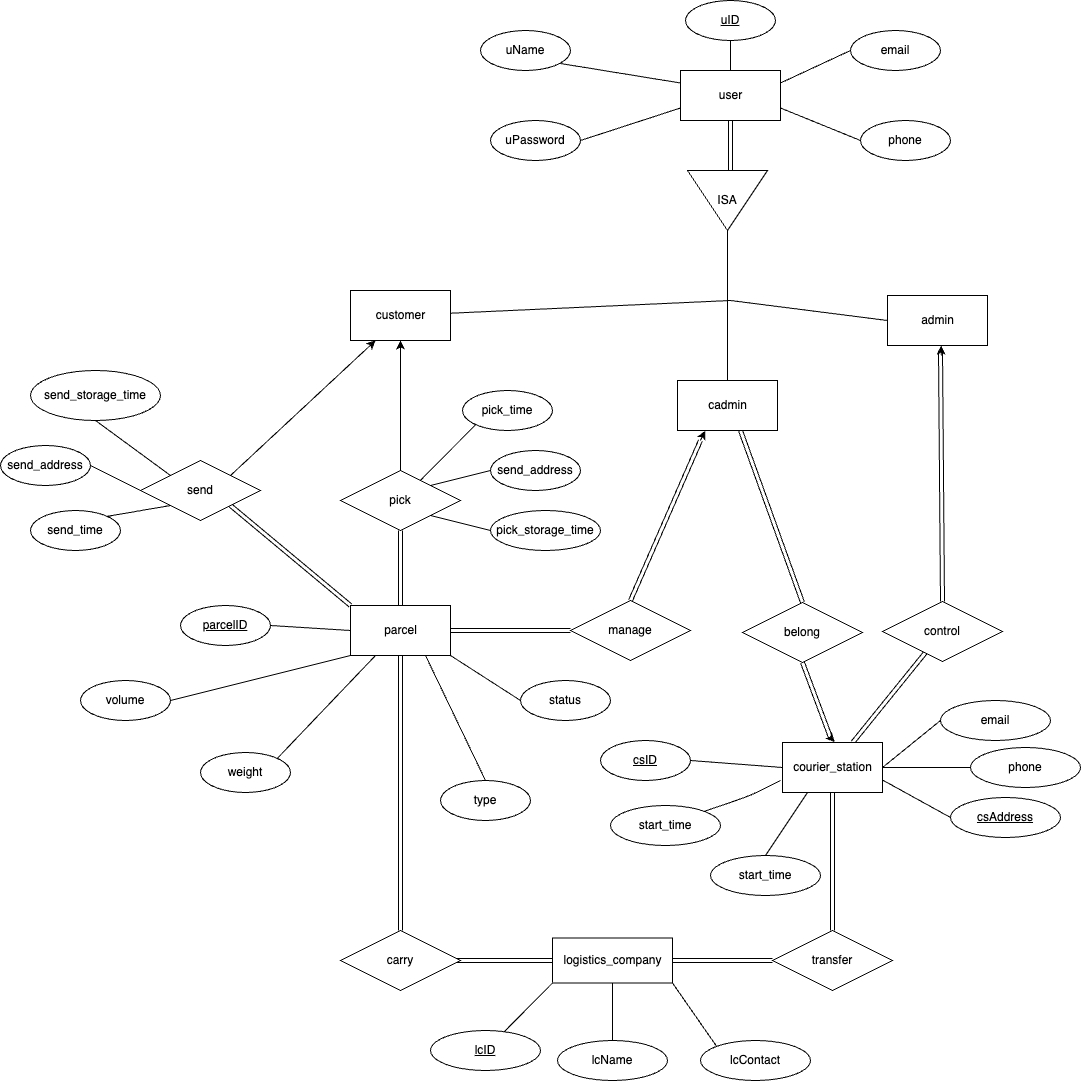 uID
uName
email
user
uPassword
phone
ISA
customer
admin
send_storage_time
cadmin
pick_time
send_address
send_address
send
pick
send_time
pick_storage_time
parcelID
parcel
manage
belong
control
volume
status
email
csID
courier_station
phone
weight
type
start_time
csAddress
start_time
carry
logistics_company
transfer
lcID
lcName
lcContact